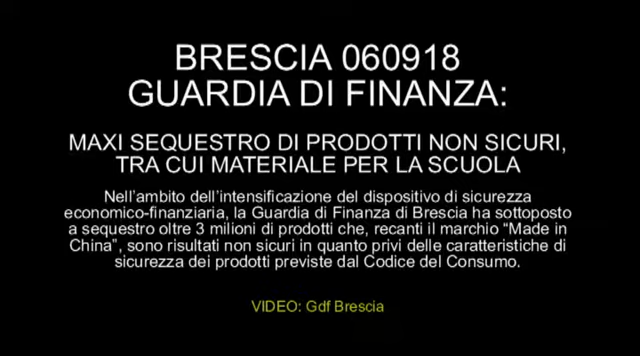 BRESCIA 060918
GUARDIA DI FINANZA:
MAXI SEQUESTRO DI PRODOTTI NON SICURI,
TRA CUI MATERIALE PER LA SCUOLA
Nell'ambito dell'intensificazione del dispositivo di sicurezza
economico-finanziaria, la Guardia di Finanza di Brescia ha sottoposto
a sequestro oltre 3 milioni di prodotti che, recanti il marchio “Made in
China”, sono risultati non sicuri in quanto privi delle caratteristiche di
sicurezza dei prodotti previste dal Codice del Consumo.
VIDEO: Gdf Brescia